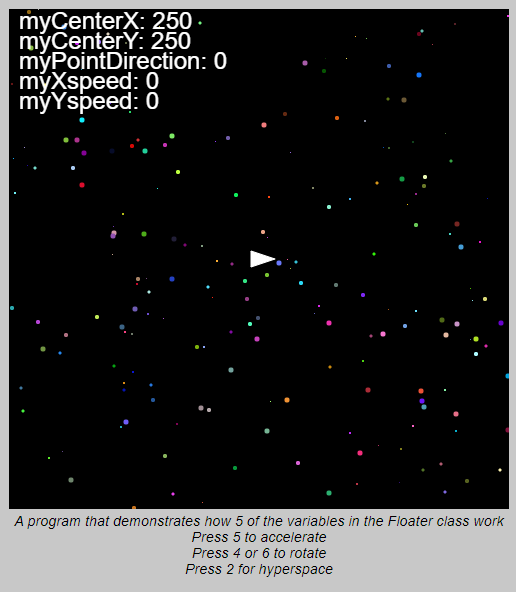 myCenterX: 250
myCenterY: 250
myPointDirection: 0
myXspeed: 0
myYspeed: 0
A program that demonstrates how 5 of the variables in the Floater class work
Press 5 to accelerate
Press 4 or 6 to rotate
Press 2 for hyperspace